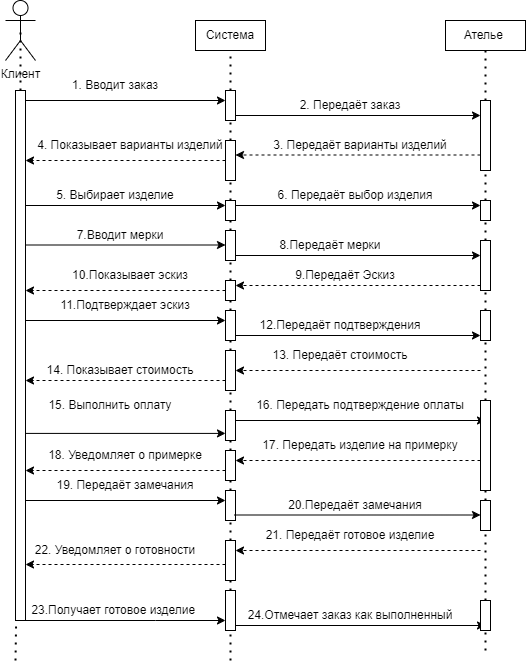 Система
Ателье
Клиент
1. Вводит заказ
2. Передаёт заказ
3. Передаёт варианты изделий
4. Показывает варианты изделий
5. Выбирает изделие
6. Передаёт выбор изделия
7.Вводит мерки
8.Передаёт мерки
9.Передаёт Эскиз
10.Показывает эскиз
11.Подтверждает эскиз
12.Передаёт подтверждения
13. Передаёт стоимость
14. Показывает стоимость
15. Выполнить оплату
16. Передать подтверждение оплаты
17. Передать изделие на примерку
18. Уведомляет о примерке
19. Передаёт замечания
20.Передаёт замечания
21. Передаёт готовое изделие
22. Уведомляет о готовности
23.Получает готовое изделие
24.Отмечает заказ как выполненный